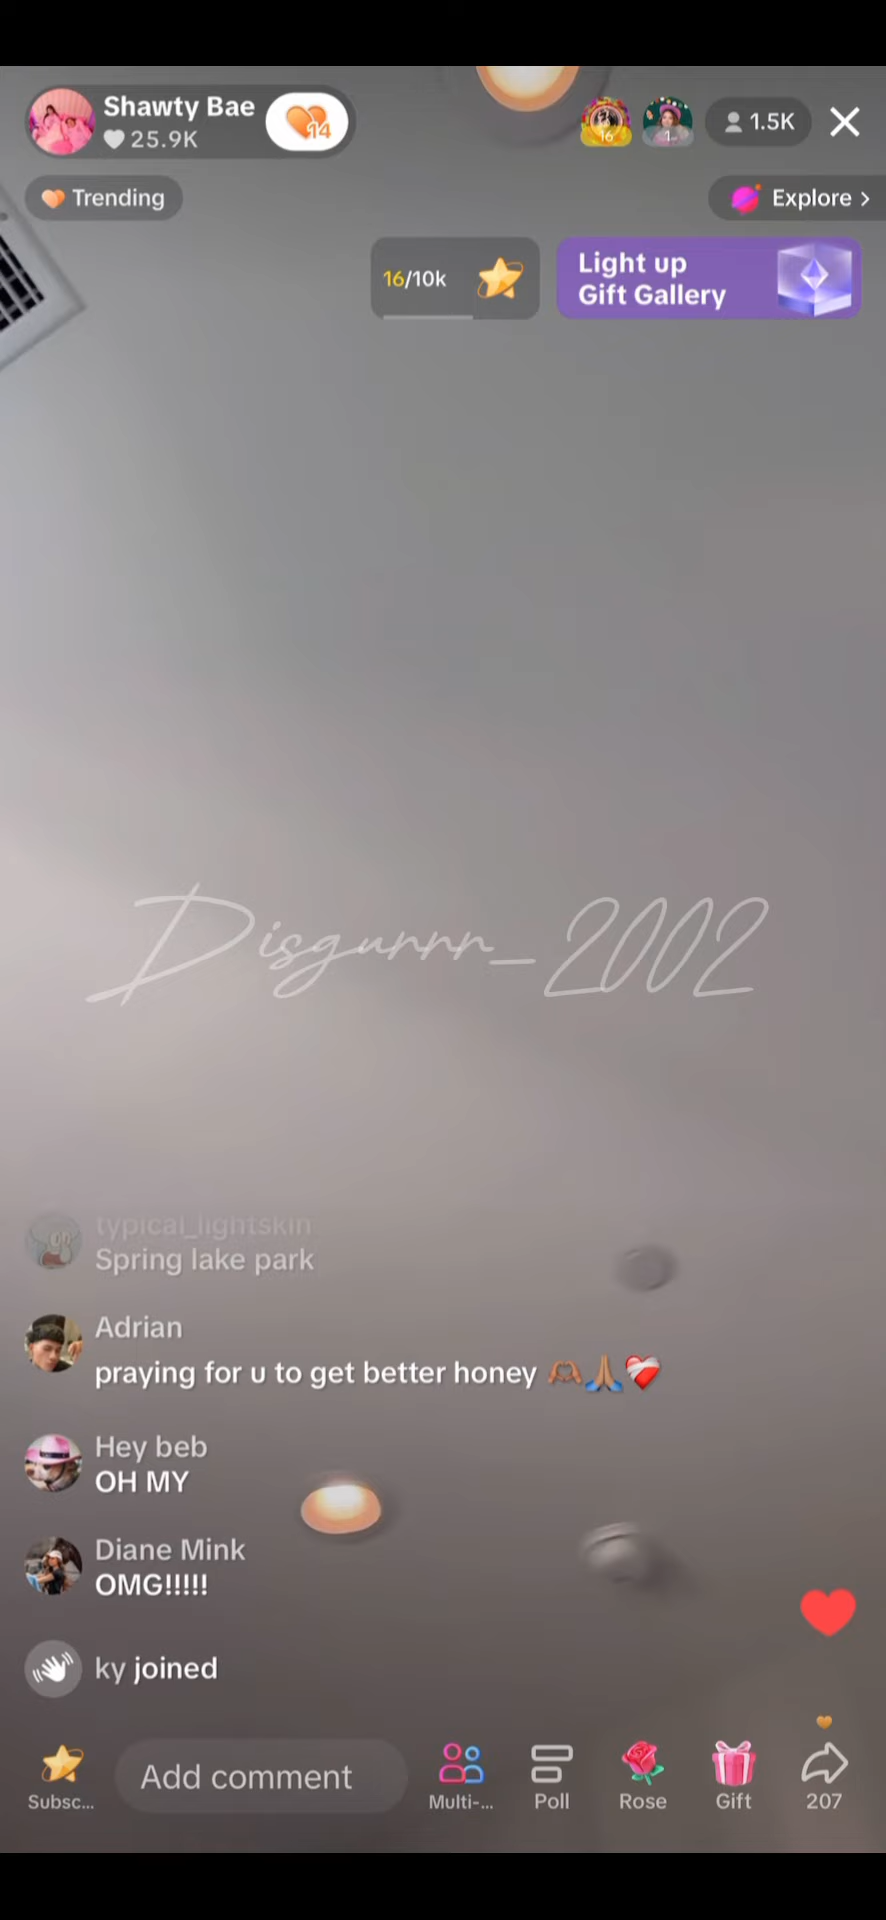 Shawty Bae
25.9K
14
16
1
1.5K
Trending
Explore >
16/10k
Light up
Gift Gallery
Disgurrr_2002
typical_lightskin
Spring lake park
Adrian
praying for u to get better honey 🫶🏽🙏🏽❤️‍🩹
Hey beb
OH MY
Diane Mink
OMG!!!!!
ky joined
Subsc...
Add comment
Multi-...
Poll
Rose
Gift
207